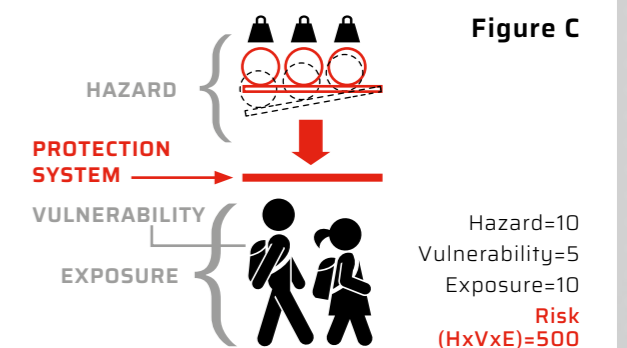 Figure C
HAZARD
PROTECTION
SYSTEM
VULNERABILITY
EXPOSURE
Hazard=10
Vulnerability=5
Exposure=10
Risk
(HxVxE)=500